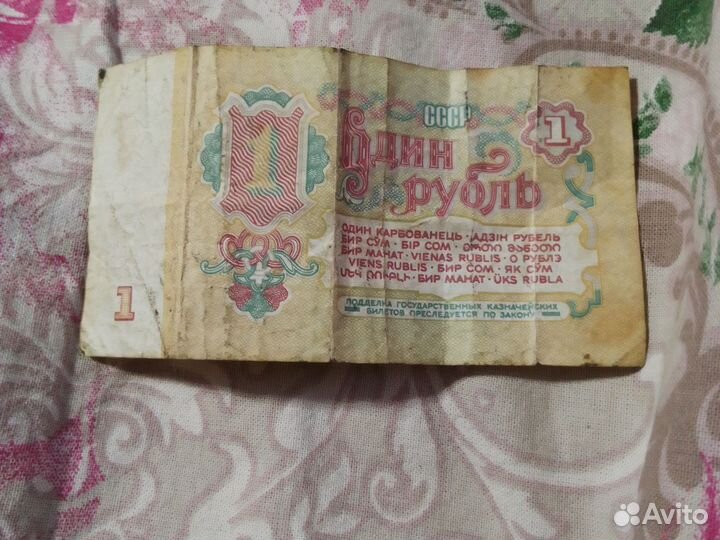 СССР
1
1
Один
рубль
ОДИН КАРБОВАНЕЦЬ · АДЗІН РУБЕЛЬ
БИР СЎМ · БІР СОМ · ᲔᲠᲗᲘ ᲛᲐᲜᲔᲗᲘ
БИР МАНАТ · VIENAS RUBLIS · О РУБЛЭ
VIENS RUBLIS · БИР СОМ · ЯК СЎМ
ՄԵԿ ՌՈՒԲԼԻ · БИР МАНАТ · ÜKS RUBLA
ПОДДЕЛКА ГОСУДАРСТВЕННЫХ КАЗНАЧЕЙСКИХ
БИЛЕТОВ ПРЕСЛЕДУЕТСЯ ПО ЗАКОНУ
1
Avito